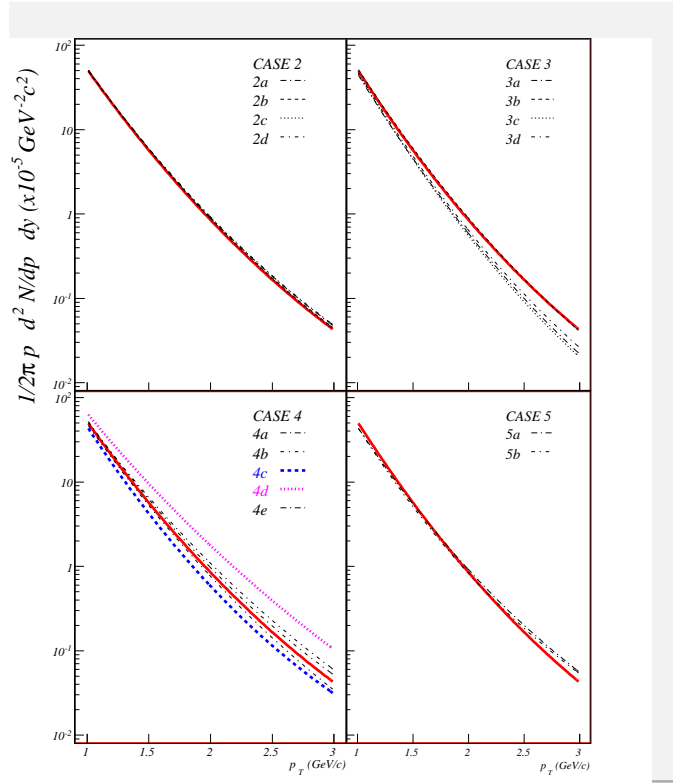 1/2π p d² N/dp dy (x10⁻⁵ GeV⁻²c²)
10²
10
1
10⁻¹
10⁻²
CASE 2
2a
2b
2c
2d
CASE 3
3a
3b
3c
3d
10²
10
1
10⁻¹
10⁻²
CASE 4
4a
4b
4c
4d
4e
CASE 5
5a
5b
1 1.5 2 2.5 3
p T (GeV/c)
1 1.5 2 2.5 3
p T (GeV/c)